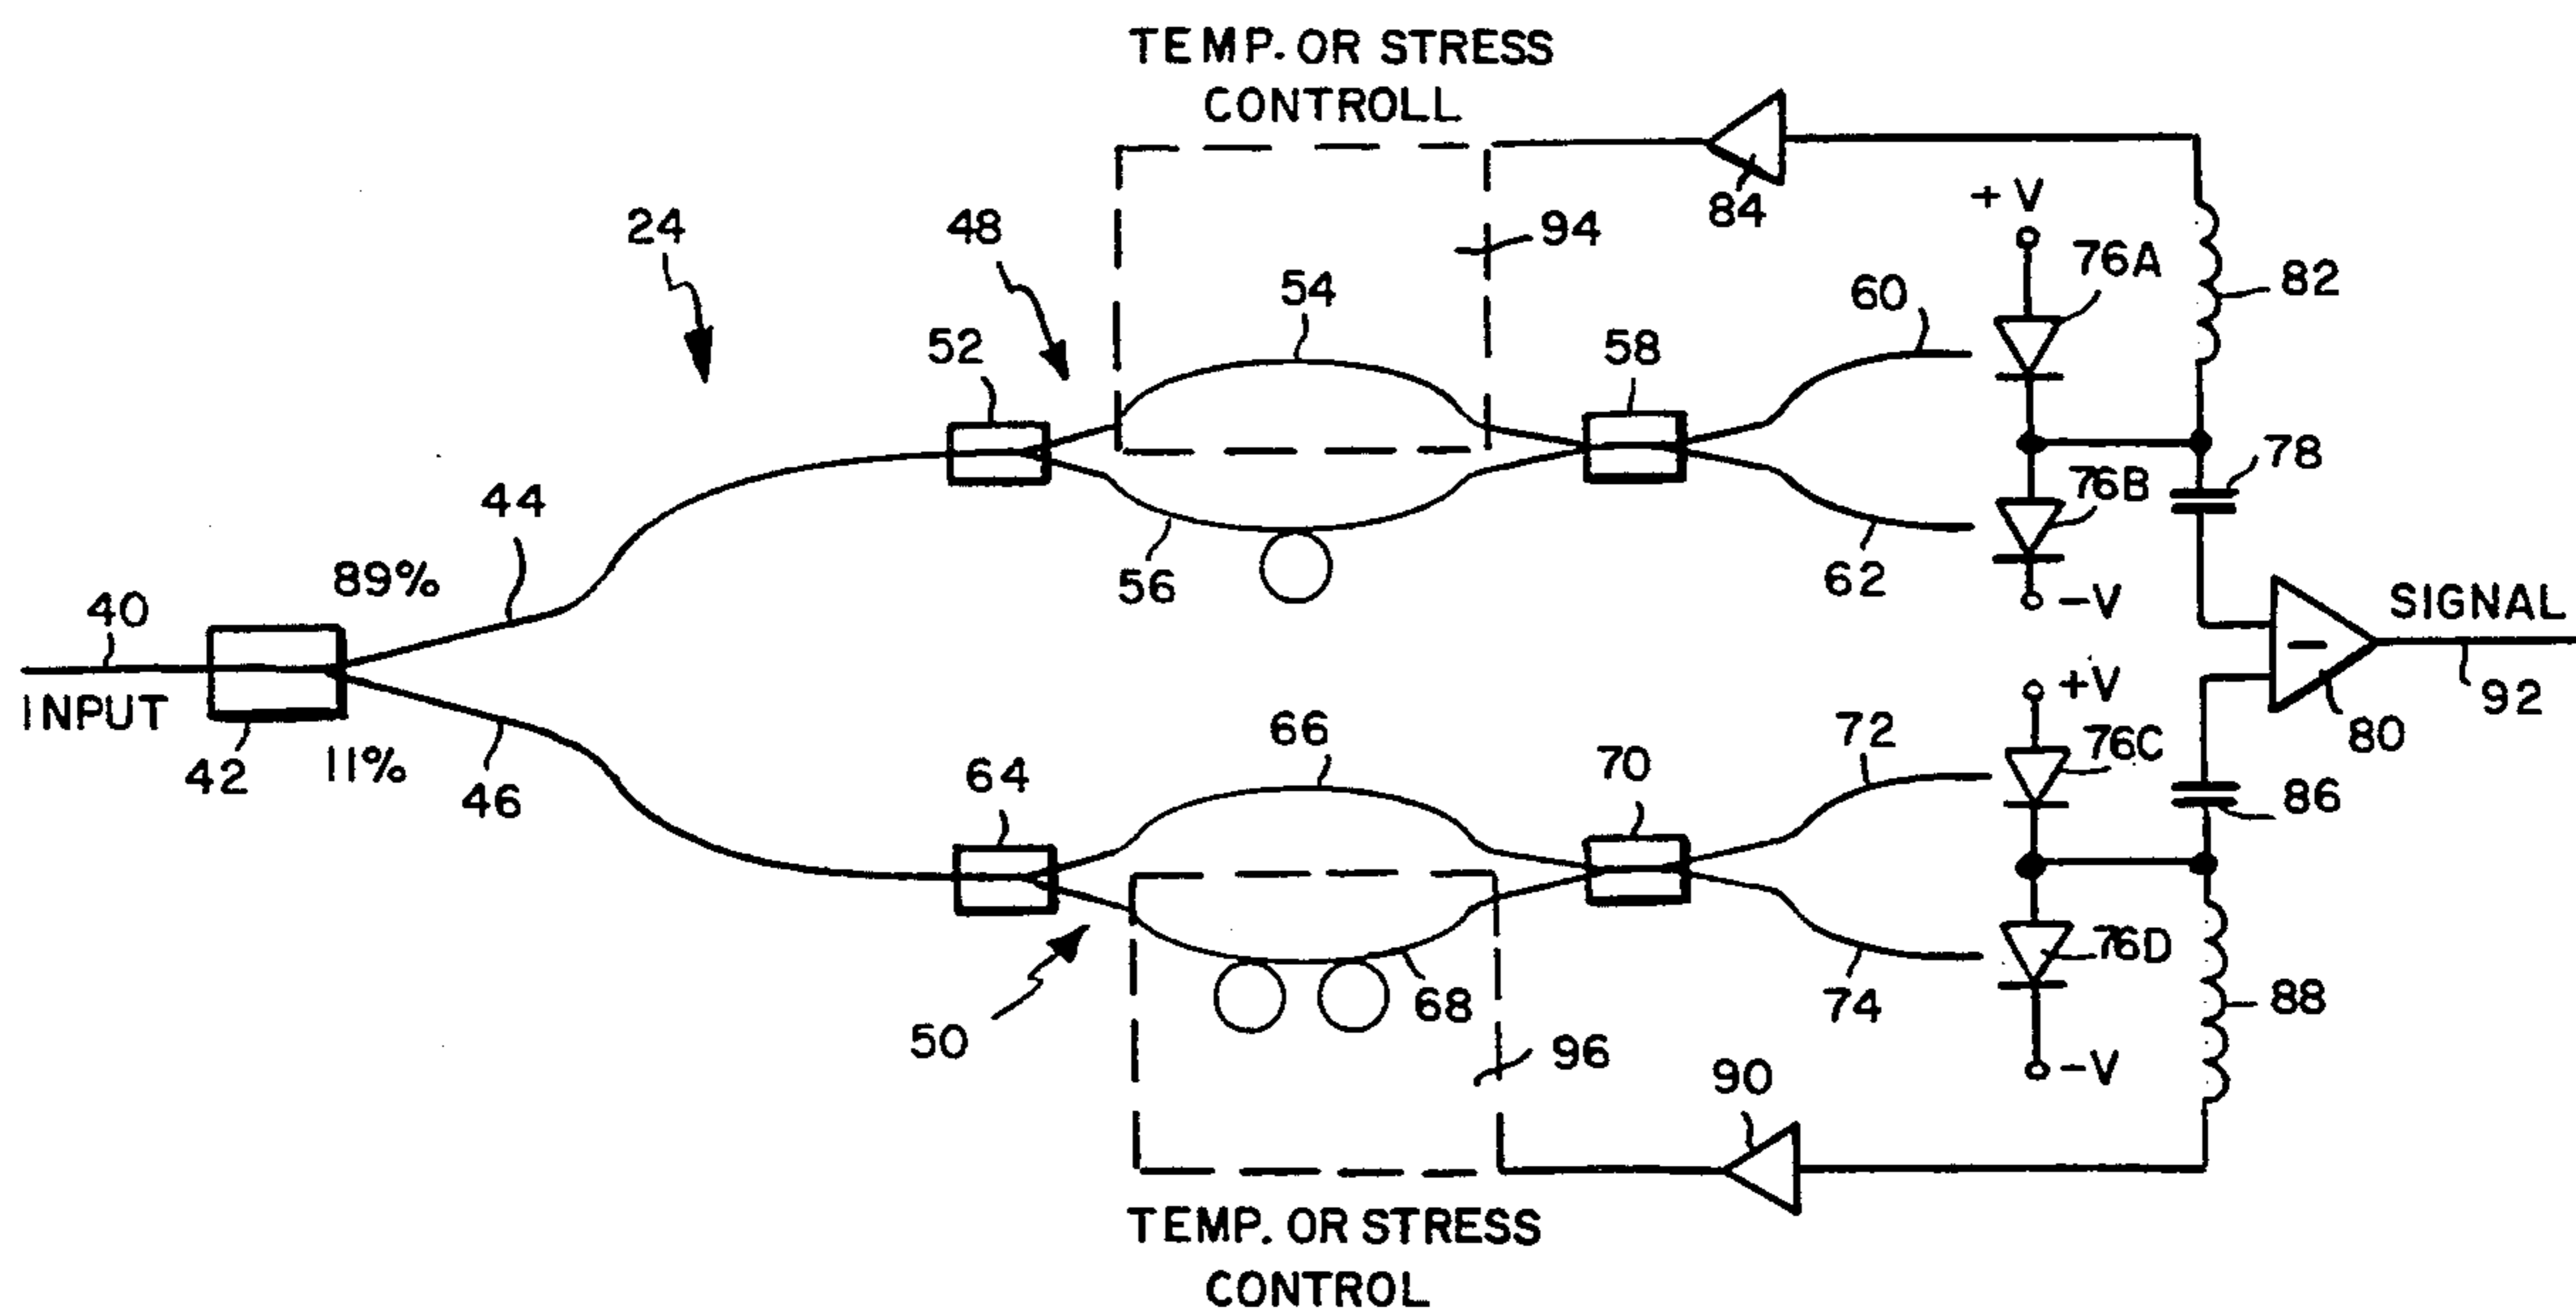 TEMP. OR STRESS
CONTROLL
84
+V
24
48
94
76A
82
54
60
52
58
78
44
76B
56
62
89%
-V
SIGNAL
40
INPUT
42
11%
46
+V
92
80
66
72
76C
64
70
86
76D
68
74
88
50
96
90
-V
TEMP. OR STRESS
CONTROL